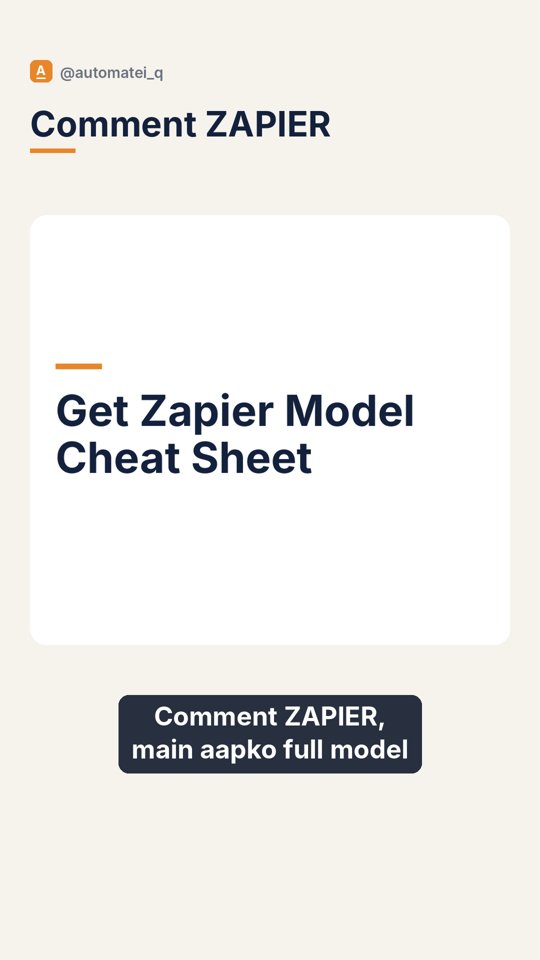 A
@automatei_q
Comment ZAPIER
Get Zapier Model
Cheat Sheet
Comment ZAPIER,
main aapko full model